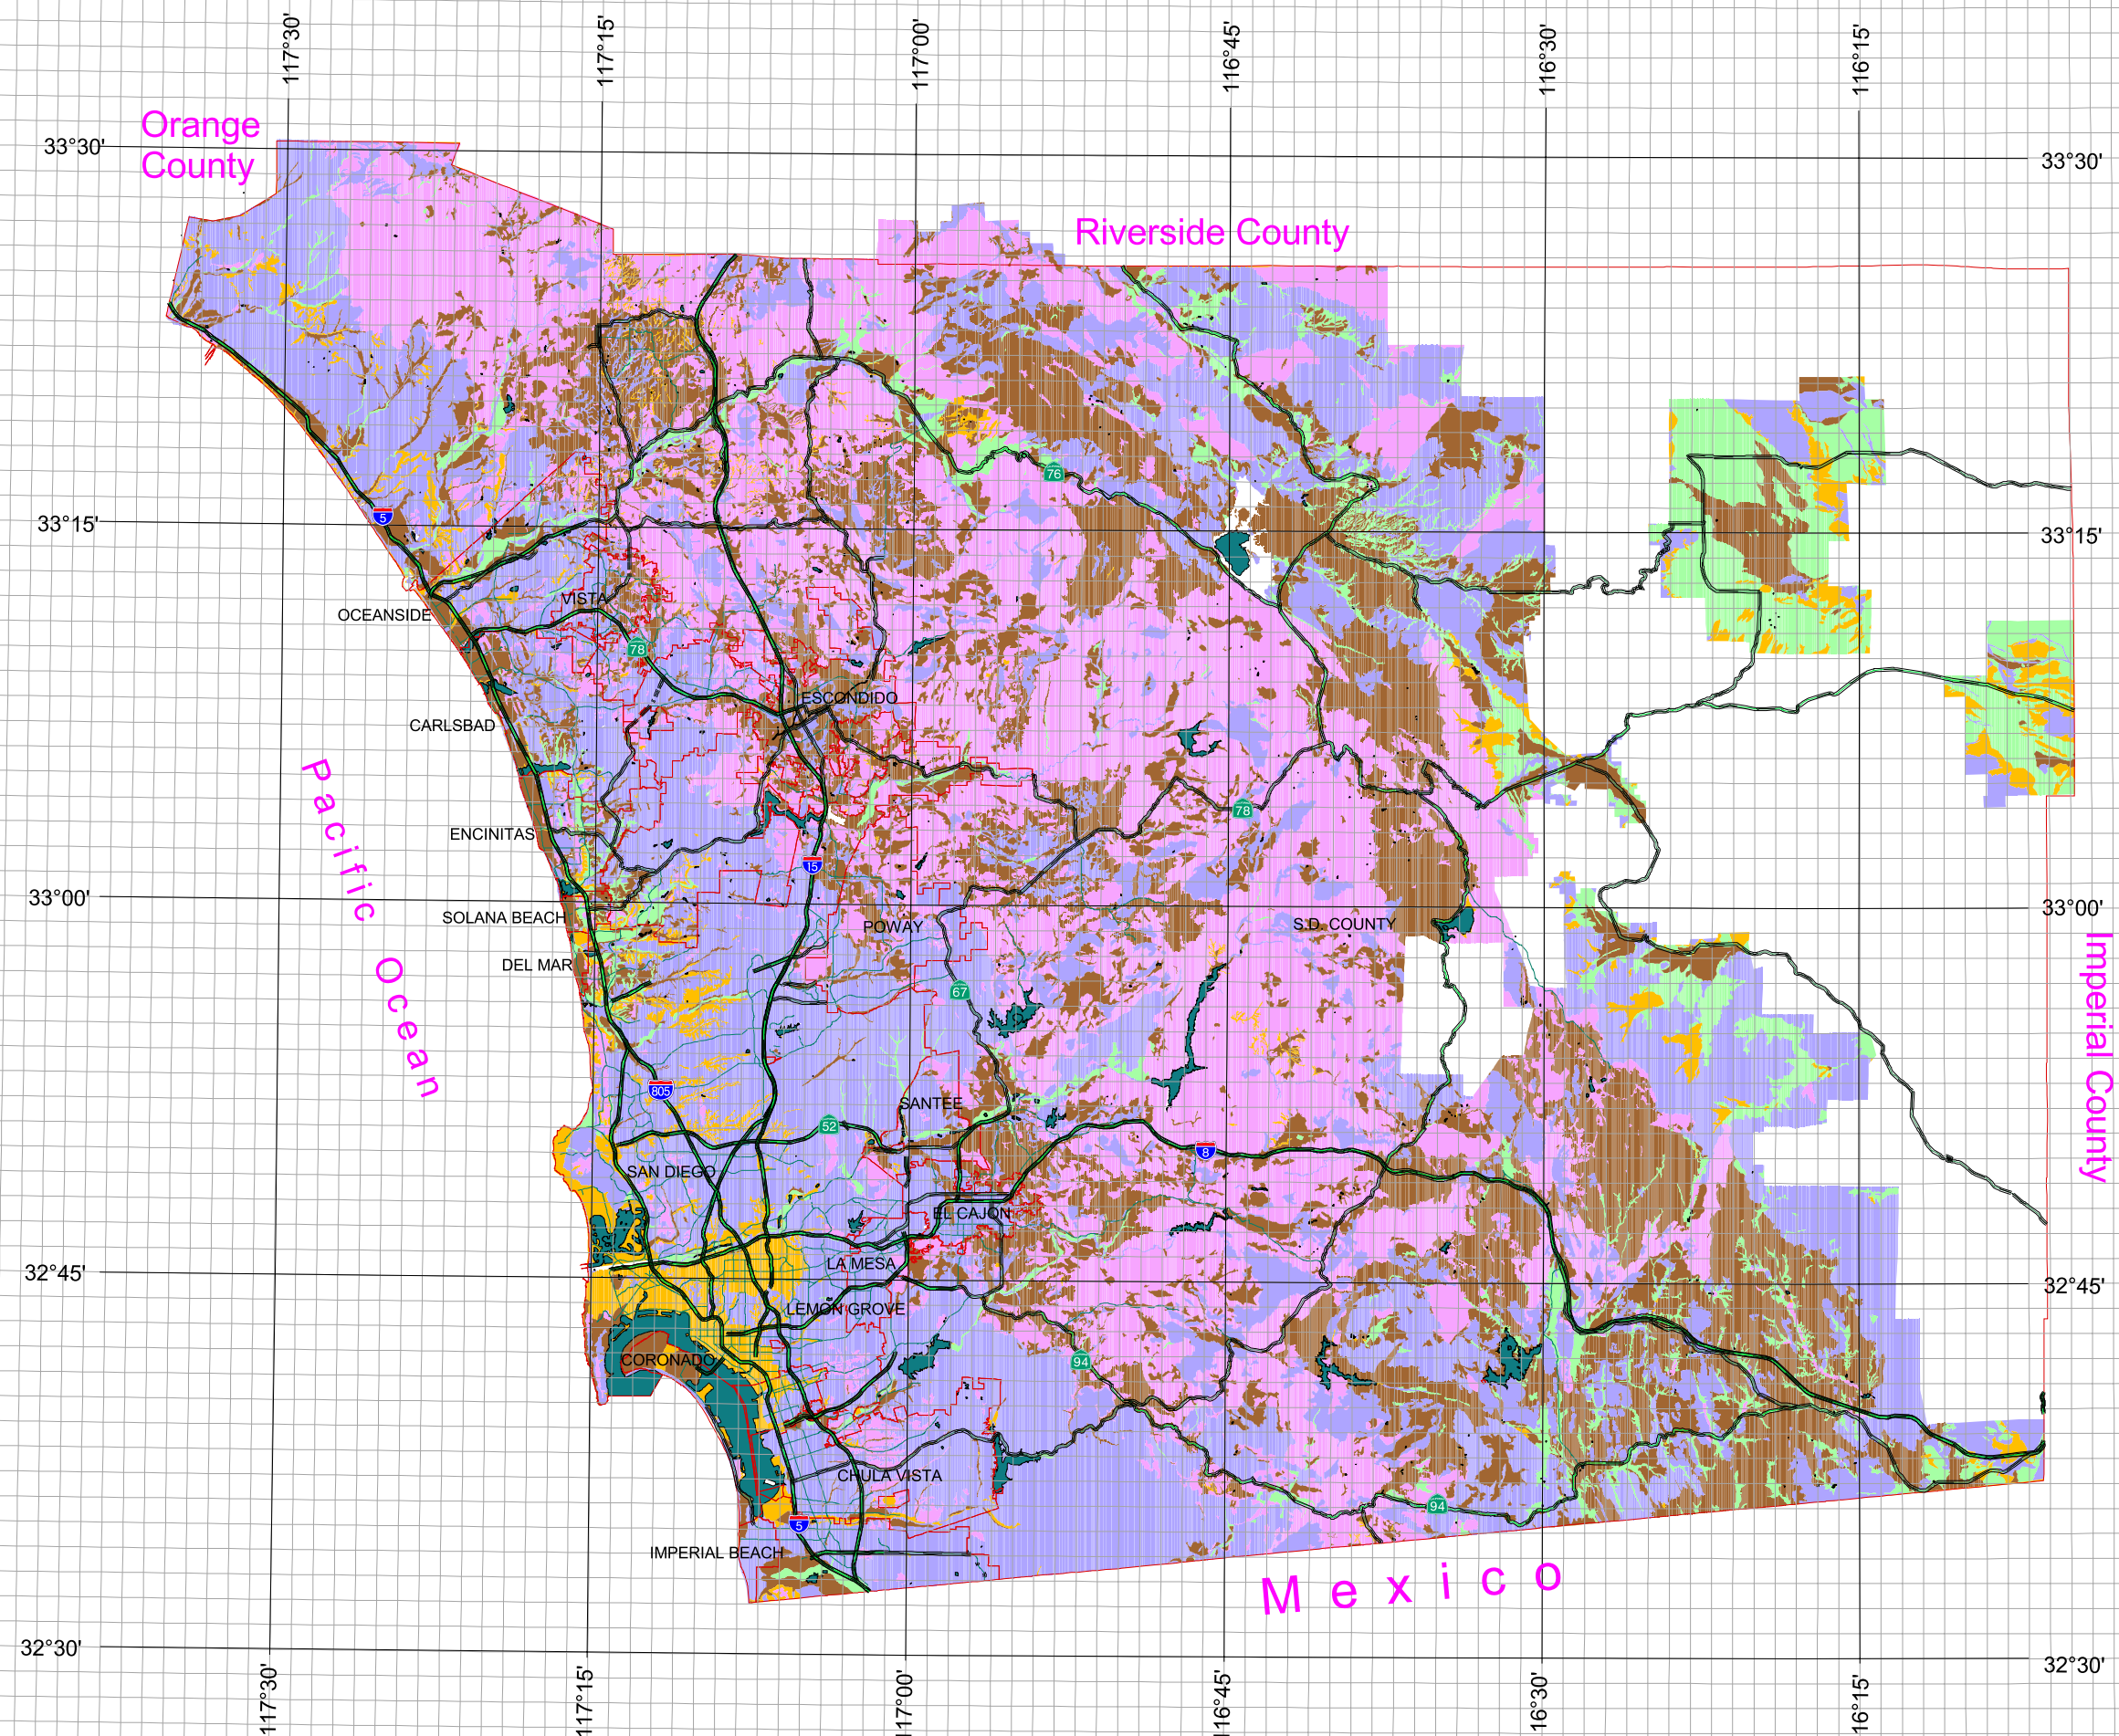 117°30'
117°15'
117°00'
116°45'
116°30'
116°15'
Orange
County
33°30'
33°30'
Riverside County
76
5
33°15'
33°15'
VISTA
OCEANSIDE
78
ESCONDIDO
CARLSBAD
Pacific Ocean
78
ENCINITAS
15
33°00'
33°00'
SOLANA BEACH
POWAY
S.D. COUNTY
DEL MAR
Imperial County
67
805
SANTEE
52
8
SAN DIEGO
EL CAJON
LA MESA
32°45'
32°45'
LEMON GROVE
CORONADO
94
CHULA VISTA
94
5
IMPERIAL BEACH
Mexico
32°30'
32°30'
117°30'
117°15'
117°00'
116°45'
116°30'
116°15'